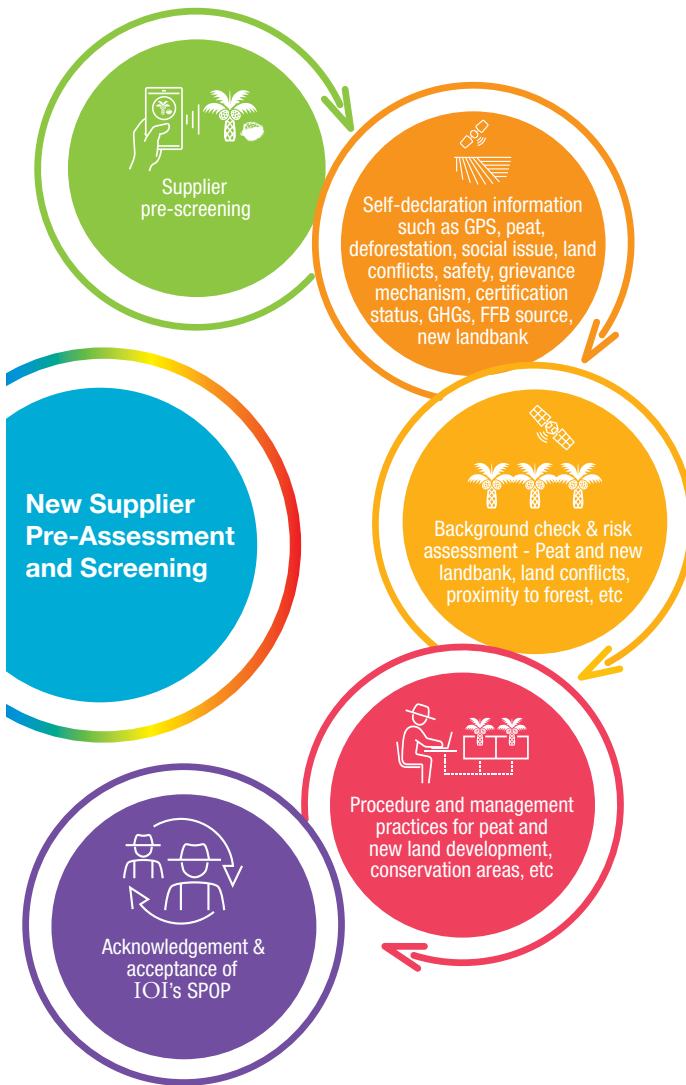 Supplier
pre-screening
Self-declaration information
such as GPS, peat,
deforestation, social issue, land
conflicts, safety, grievance
mechanism, certification
status, GHGs, FFB source,
new landbank
New Supplier
Pre-Assessment
and Screening
Background check & risk
assessment - Peat and new
landbank, land conflicts,
proximity to forest, etc
Procedure and management
practices for peat and
new land development,
conservation areas, etc
Acknowledgement &
acceptance of
IOI's SPOP